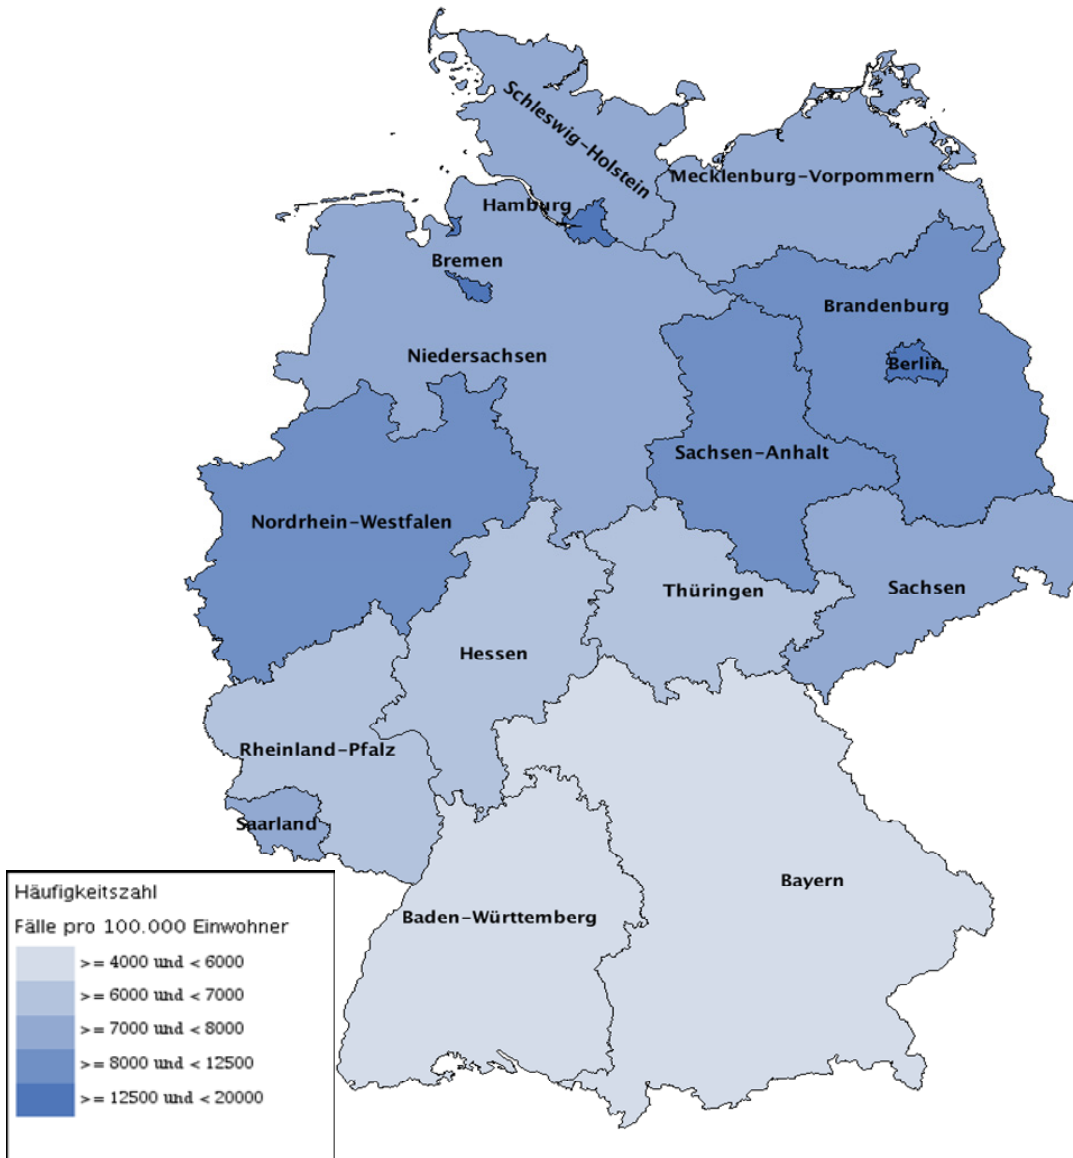 Schleswig-Holstein
Mecklenburg-Vorpommern
Hamburg
Bremen
Brandenburg
Niedersachsen
Berlin
Sachsen-Anhalt
Nordrhein-Westfalen
Thüringen
Sachsen
Hessen
Rheinland-Pfalz
Saarland
Bayern
Baden-Württemberg
Häufigkeitszahl
Fälle pro 100.000 Einwohner
>= 4000 und < 6000
>= 6000 und < 7000
>= 7000 und < 8000
>= 8000 und < 12500
>= 12500 und < 20000